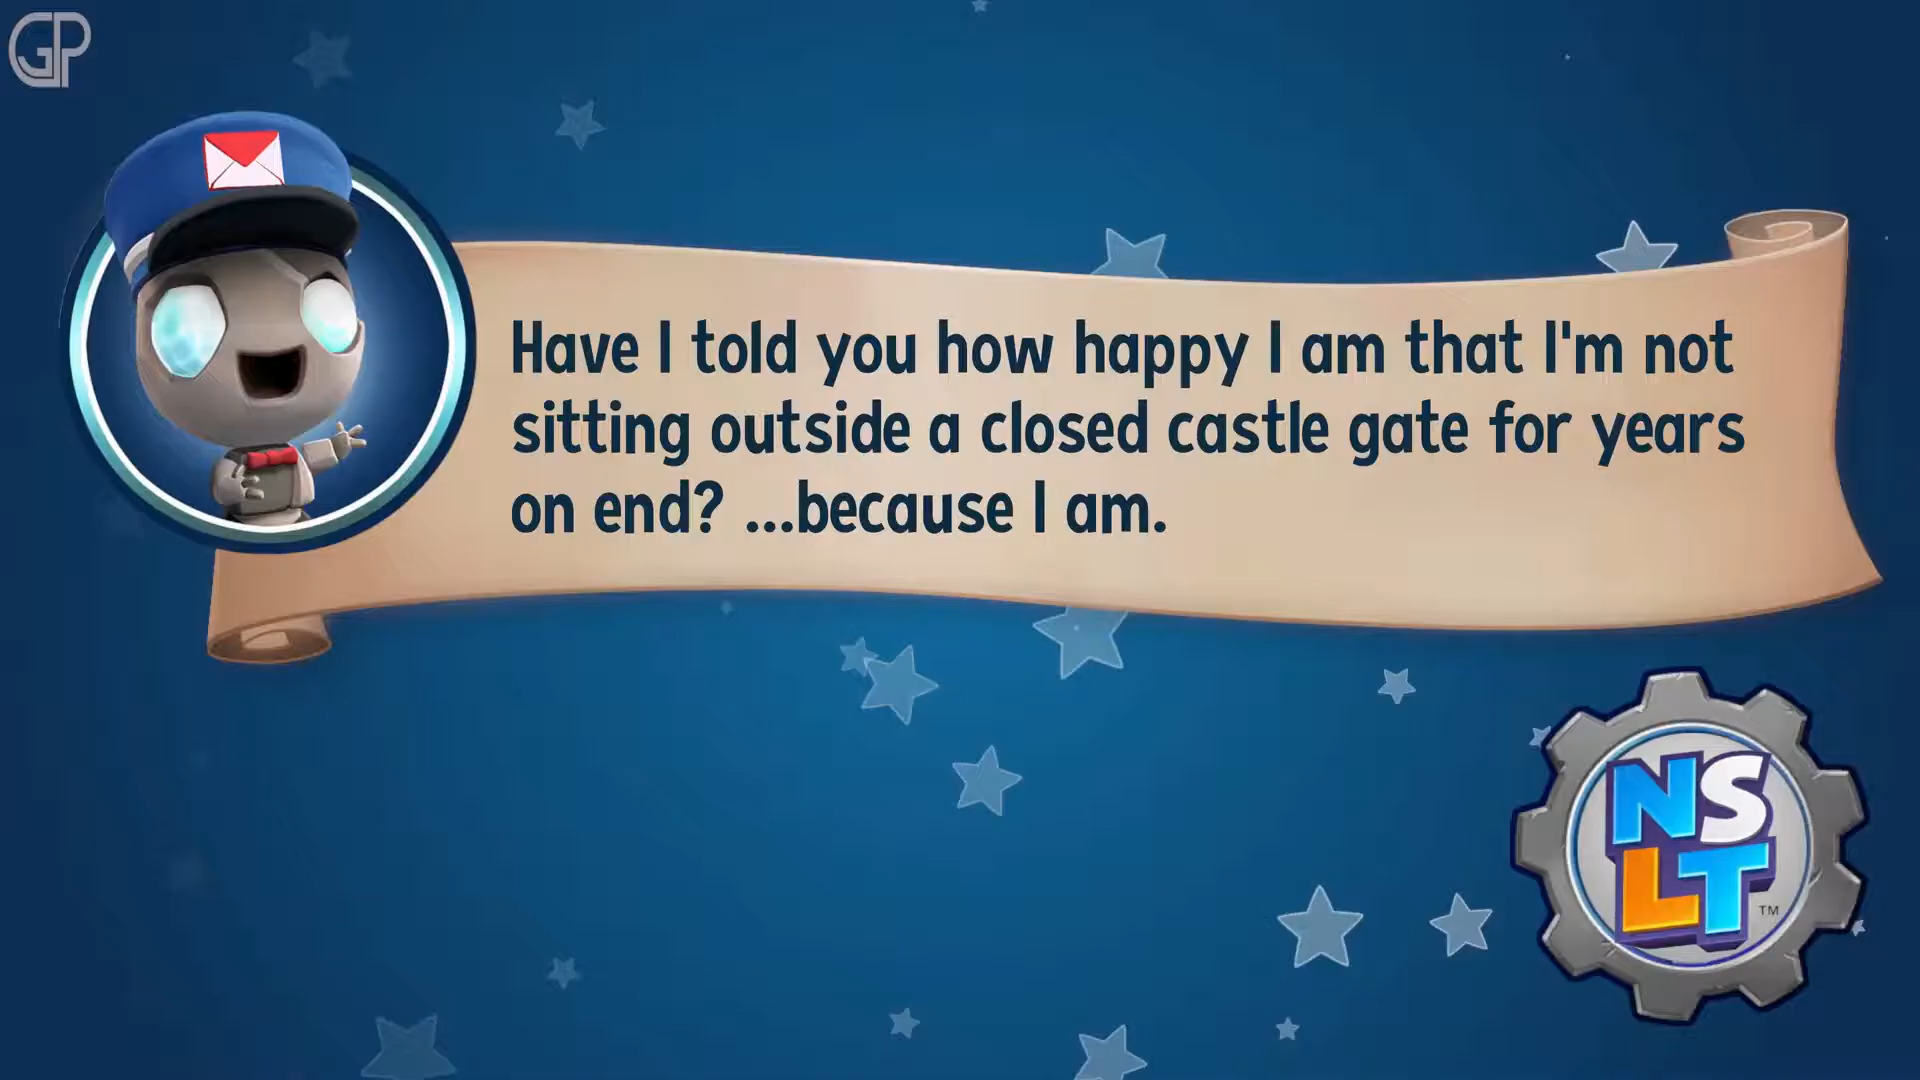 GP
Have I told you how happy I am that I'm not
sitting outside a closed castle gate for years
on end? ...because I am.
NS
LT
TM